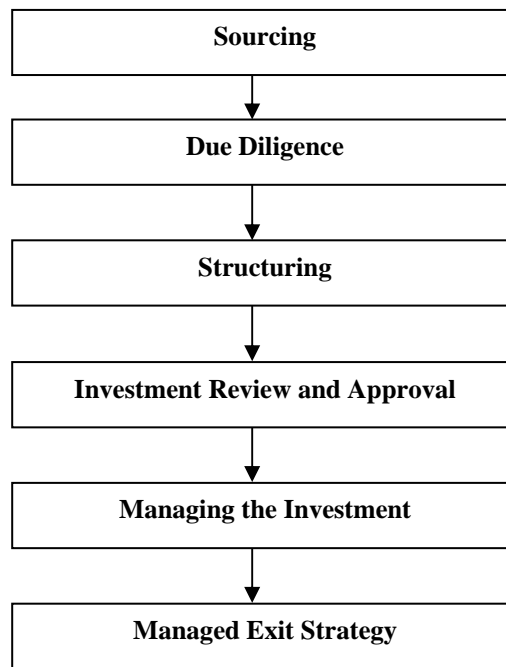 Sourcing
Due Diligence
Structuring
Investment Review and Approval
Managing the Investment
Managed Exit Strategy